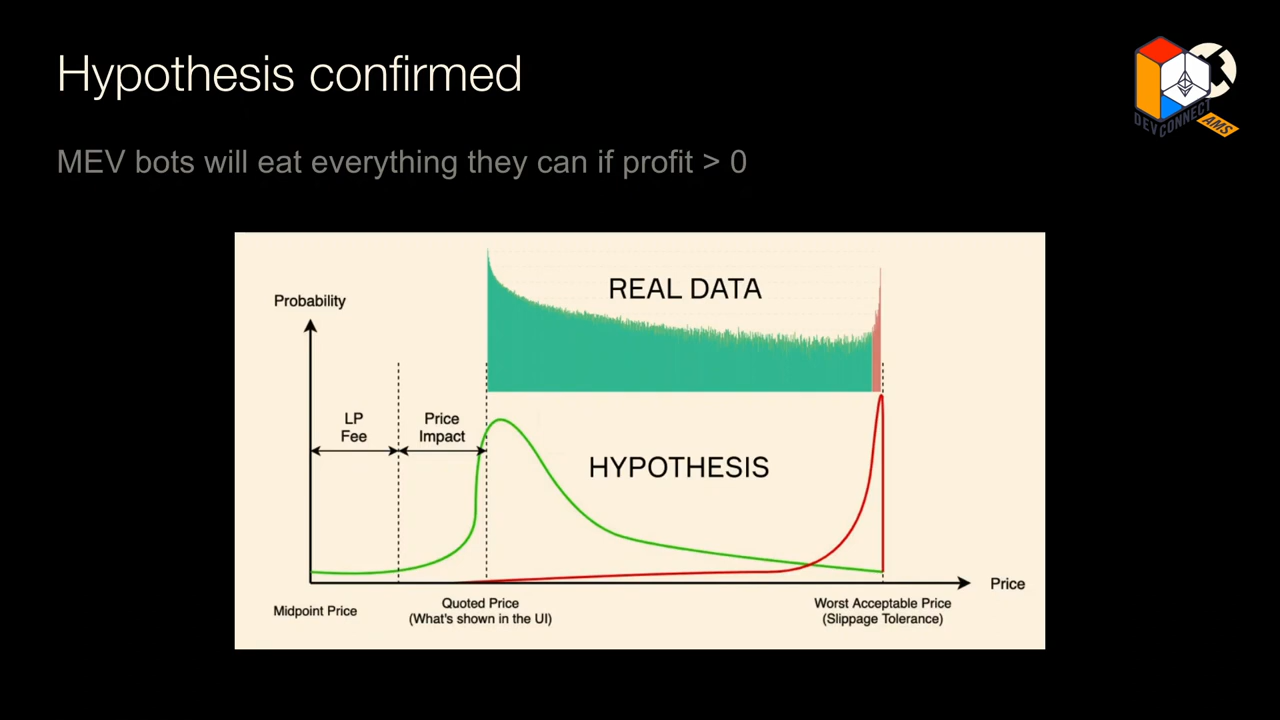 Hypothesis confirmed
DEVCONNECT
AMS
MEV bots will eat everything they can if profit > 0
REAL DATA
Probability
LP
Fee
Price
Impact
HYPOTHESIS
Price
Midpoint Price
Quoted Price
(What's shown in the UI)
Worst Acceptable Price
(Slippage Tolerance)